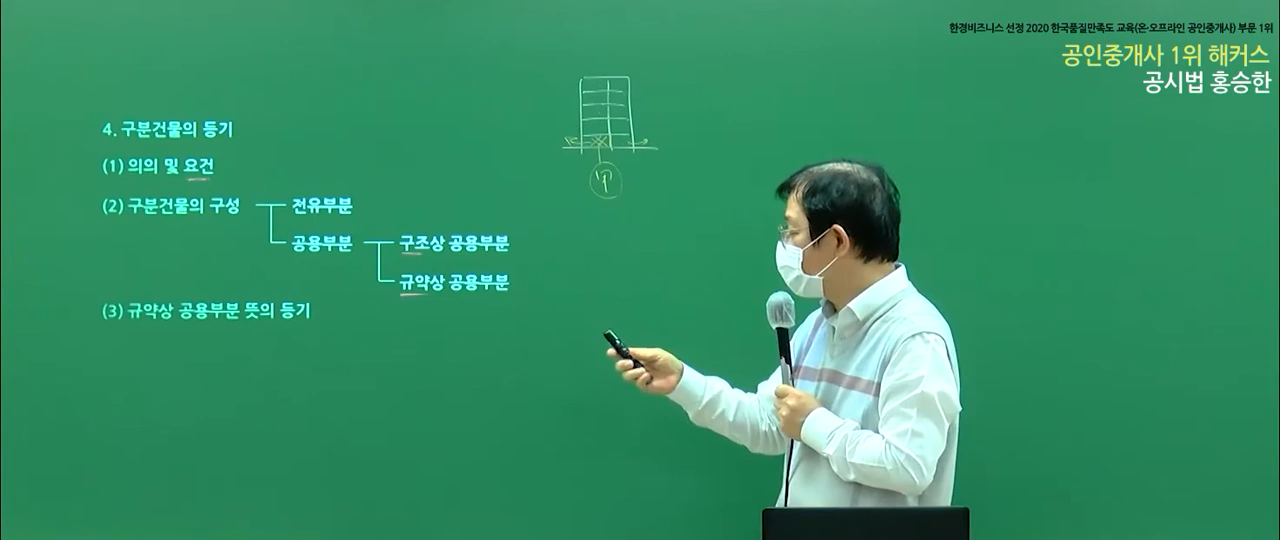 한경비즈니스 선정 2020 한국품질만족도 교육(온·오프라인 공인중개사) 부문 1위
공인중개사 1위 해커스
공시법 홍승한
4. 구분건물의 등기
(1) 의의 및 요건
(2) 구분건물의 구성 전유부분
공용부분 구조상 공용부분
규약상 공용부분
(3) 규약상 공용부분 뜻의 등기